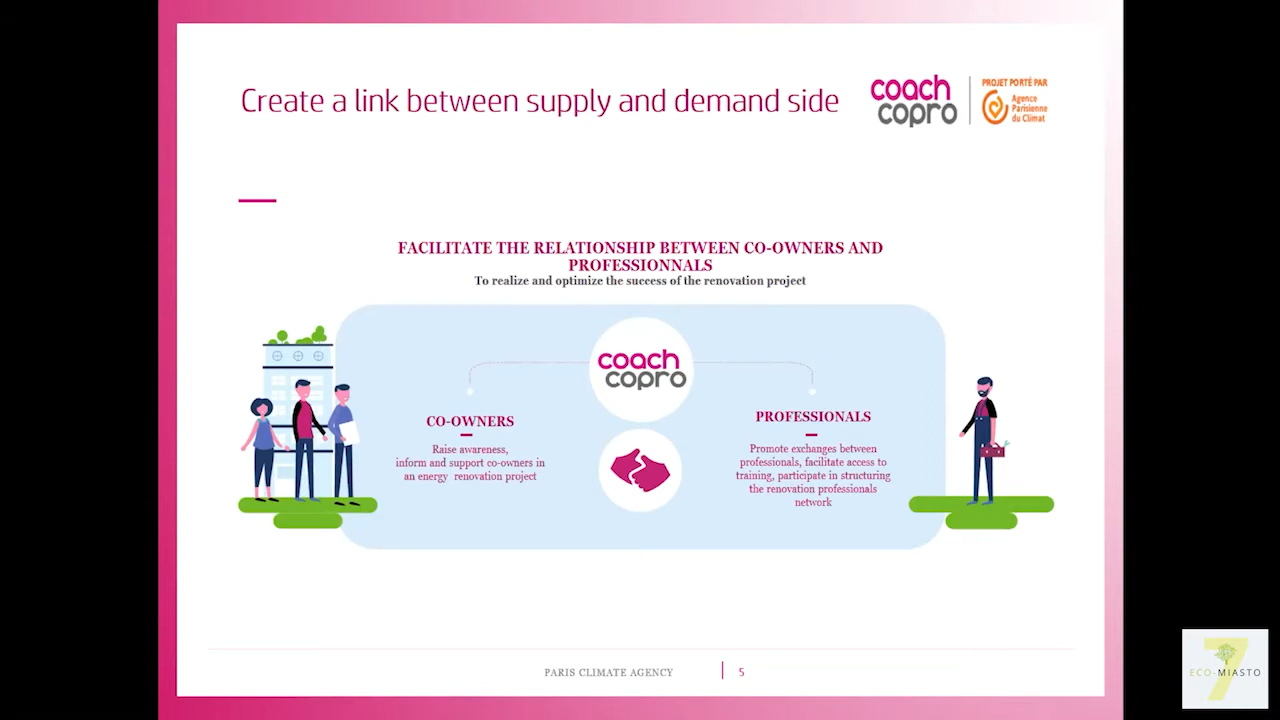 Create a link between supply and demand side
coach
copro
PROJET PORTÉ PAR
Agence
Parisienne
du Climat
FACILITATE THE RELATIONSHIP BETWEEN CO-OWNERS AND
PROFESSIONNALS
To realize and optimize the success of the renovation project
coach
copro
CO-OWNERS
Raise awareness,
inform and support co-owners in
an energy renovation project
PROFESSIONALS
Promote exchanges between
professionals, facilitate access to
training, participate in structuring
the renovation professionals
network
PARIS CLIMATE AGENCY
5
7
ECO-MIASTO